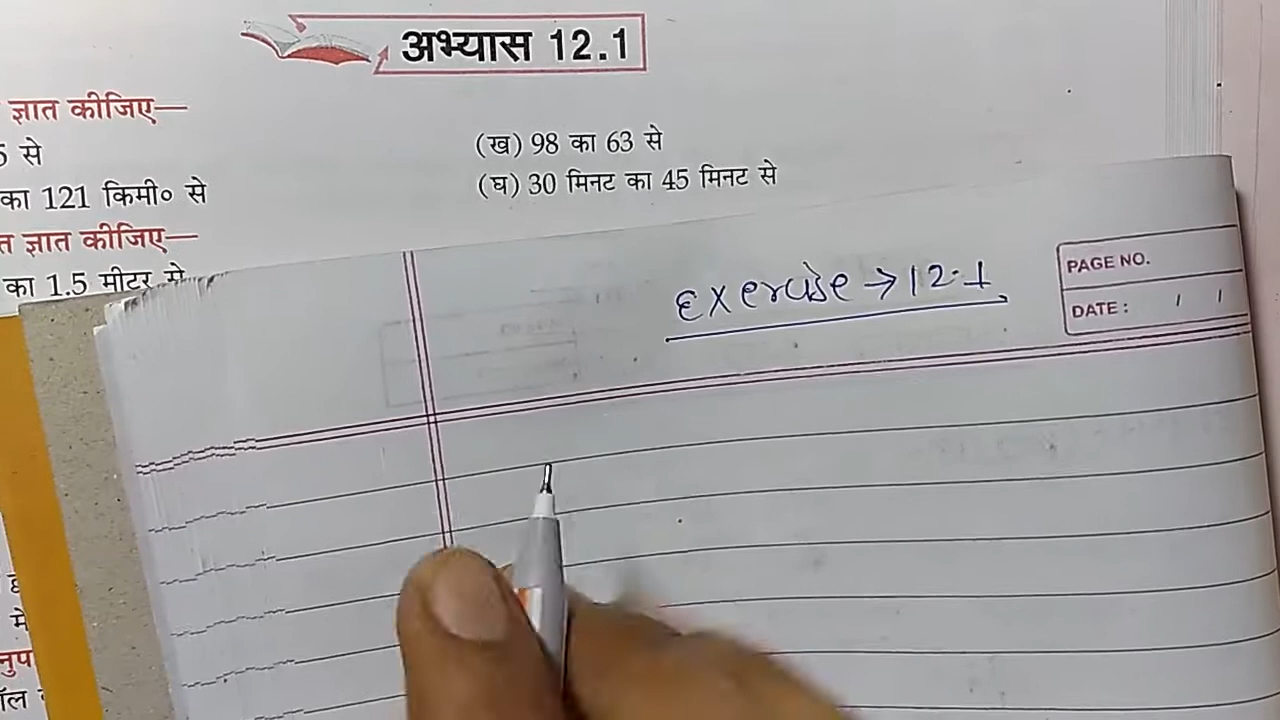 अभ्यास 12.1
ज्ञात कीजिए—
5 से
(ख) 98 का 63 से
का 121 किमी० से
(घ) 30 मिनट का 45 मिनट से
त ज्ञात कीजिए—
का 1.5 मीटर से
Exercise → 12.1
PAGE NO.
DATE : / /
में
नुप